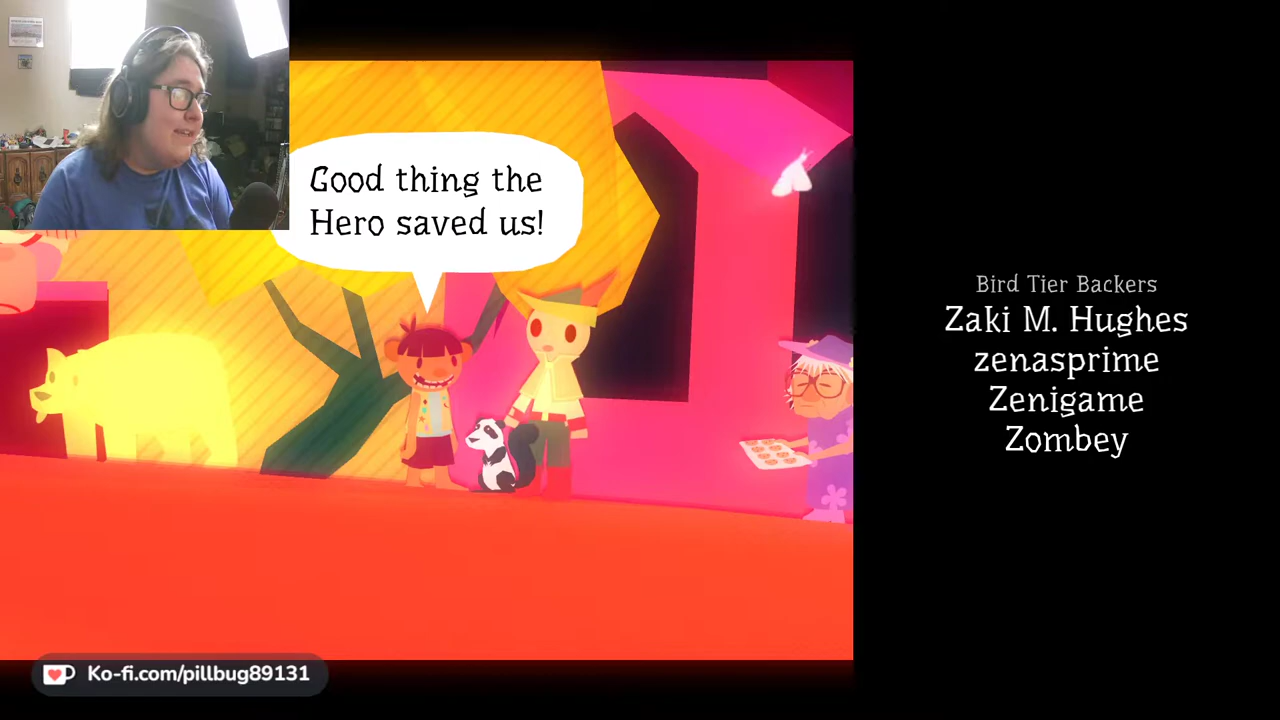 Good thing the
Hero saved us!
Bird Tier Backers
Zaki M. Hughes
zenasprime
Zenigame
Zombey
Ko-fi.com/pillbug89131